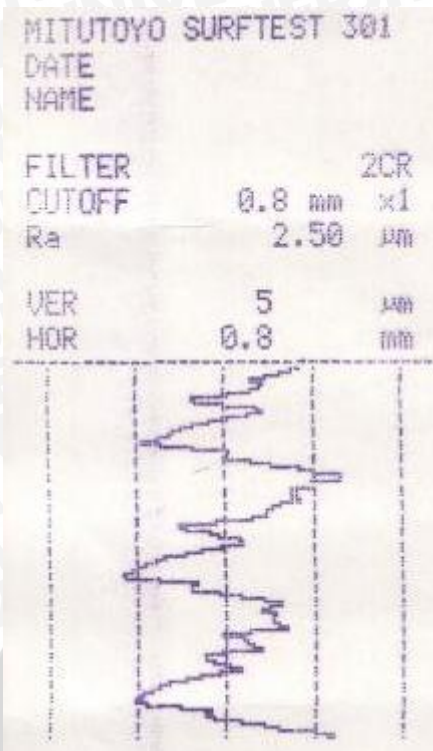 MITUTOYO SURFTEST 301
DATE
NAME
FILTER 2CR
CUTOFF 0.8 mm ×1
Ra 2.50 µm
VER 5 µm
HOR 0.8 mm